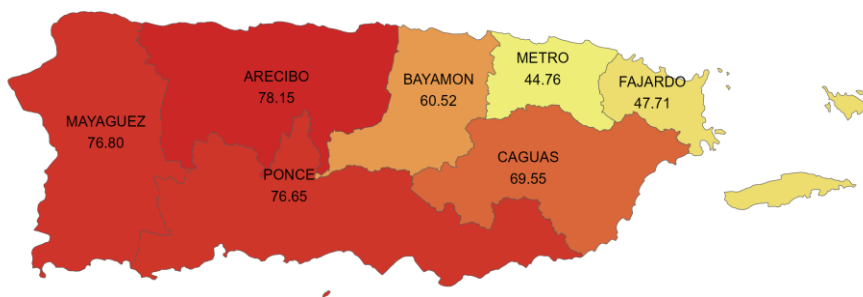 METRO
44.76
ARECIBO
78.15
BAYAMON
60.52
FAJARDO
47.71
MAYAGUEZ
76.80
CAGUAS
69.55
PONCE
76.65